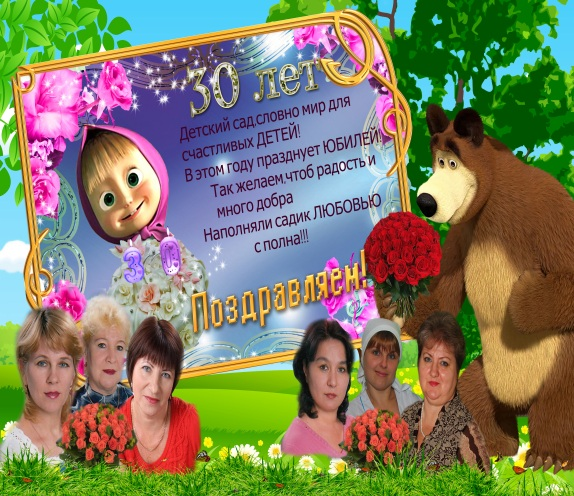 30 лет
Детский сад,словно мир для
счастливых ДЕТЕЙ!
В этом году празднует ЮБИЛЕЙ!
Так желаем,чтоб радость и
много добра
Наполняли садик ЛЮБОВЬЮ
с полна!!!
30
Поздравляем!